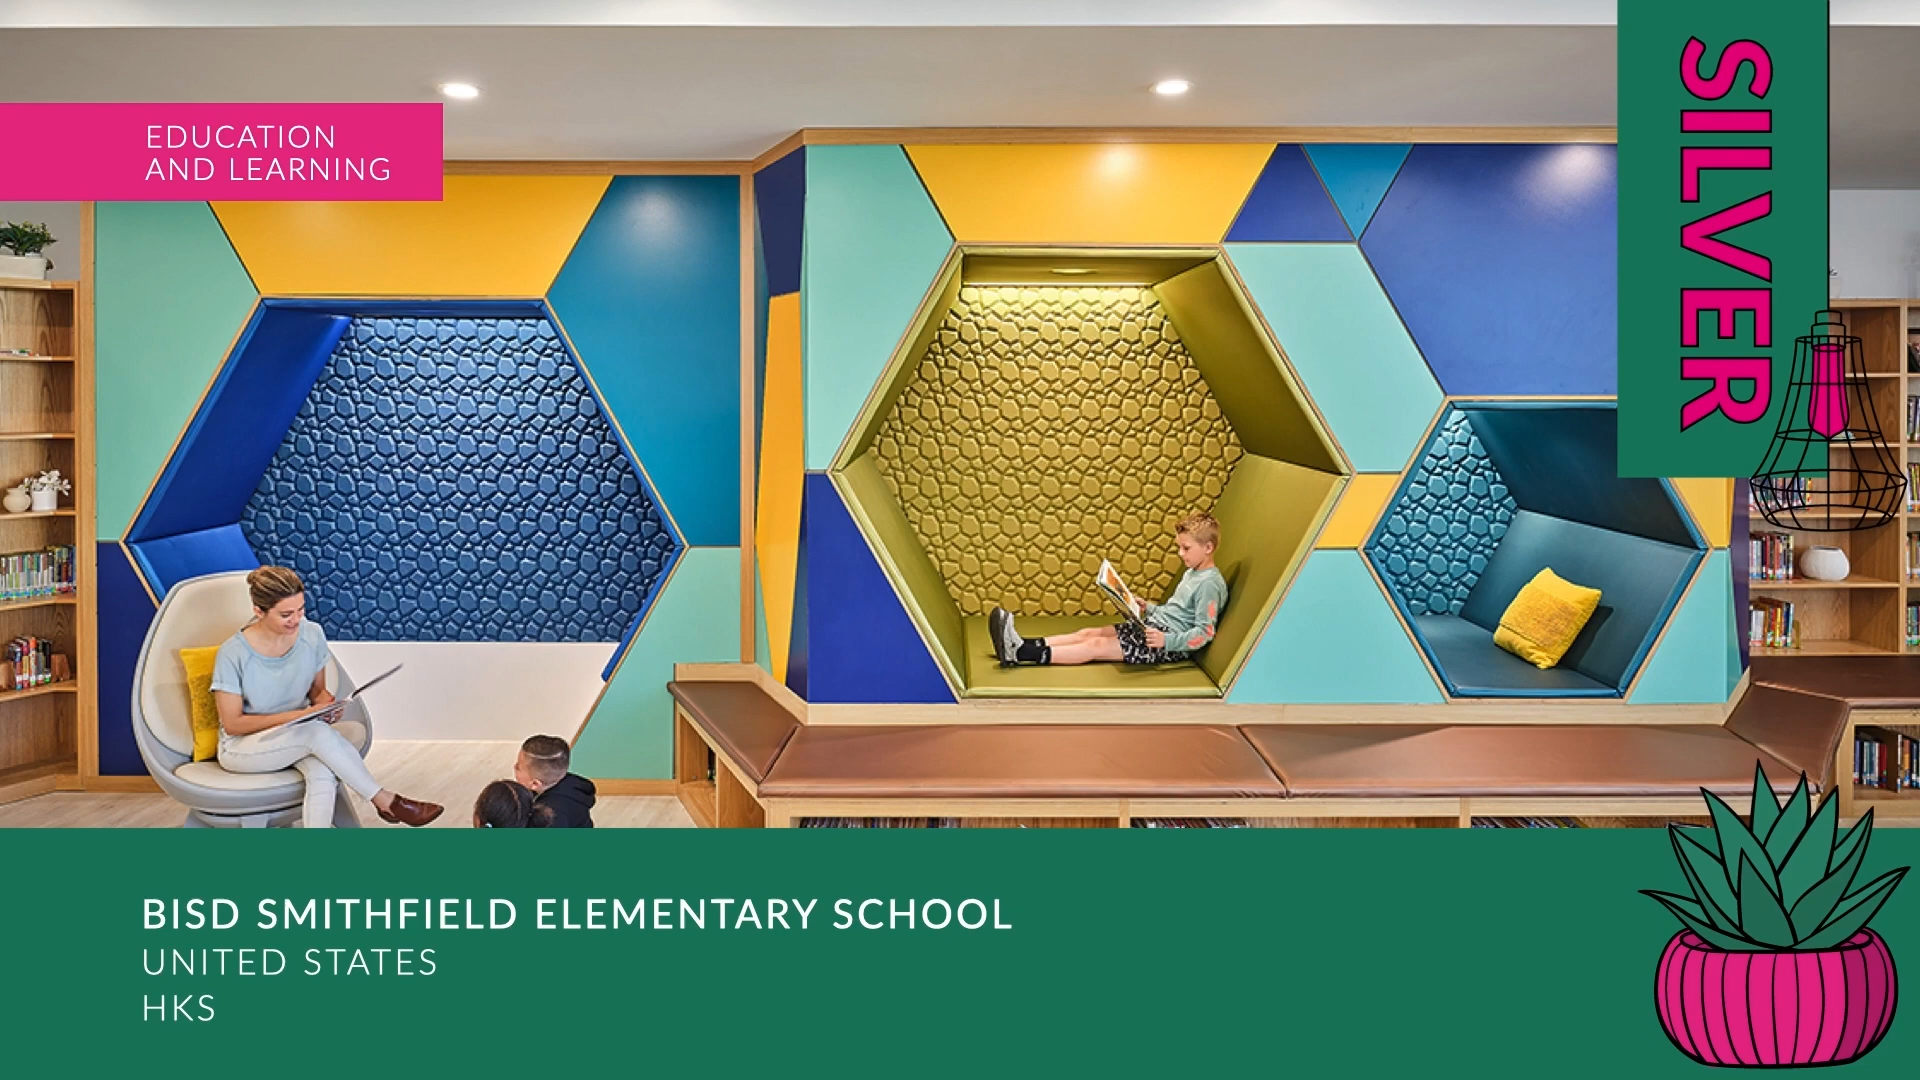 EDUCATION
AND LEARNING
SILVER
BISD SMITHFIELD ELEMENTARY SCHOOL
UNITED STATES
HKS